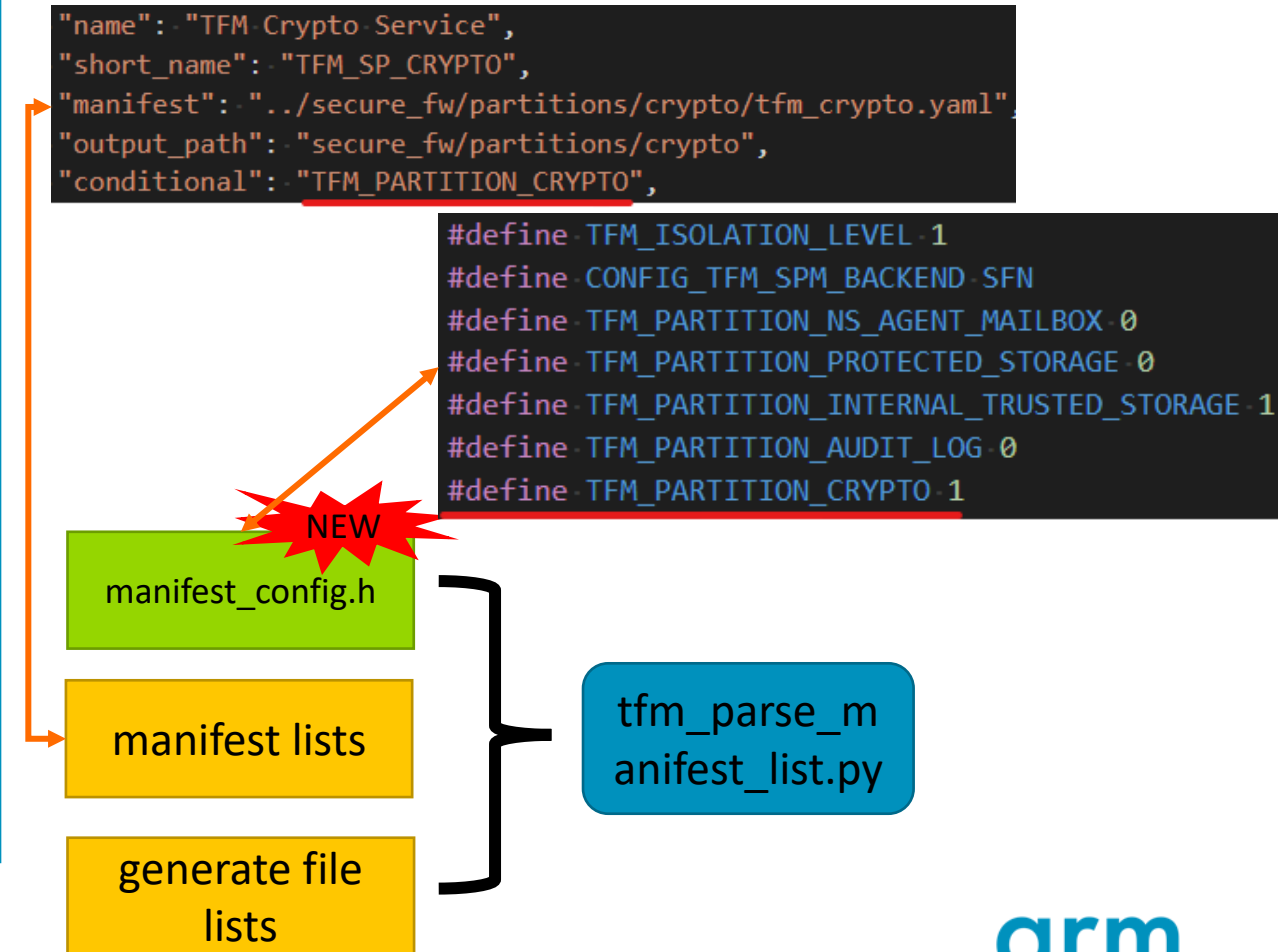 "name": "TFM Crypto Service",
"short_name": "TFM_SP_CRYPTO",
"manifest": "../secure_fw/partitions/crypto/tfm_crypto.yaml",
"output_path": "secure_fw/partitions/crypto",
"conditional": "TFM_PARTITION_CRYPTO",
#define TFM_ISOLATION_LEVEL 1
#define CONFIG_TFM_SPM_BACKEND SFN
#define TFM_PARTITION_NS_AGENT_MAILBOX 0
#define TFM_PARTITION_PROTECTED_STORAGE 0
#define TFM_PARTITION_INTERNAL_TRUSTED_STORAGE 1
#define TFM_PARTITION_AUDIT_LOG 0
#define TFM_PARTITION_CRYPTO 1
NEW
manifest_config.h
manifest lists
generate file
lists
tfm_parse_m
anifest_list.py
arm